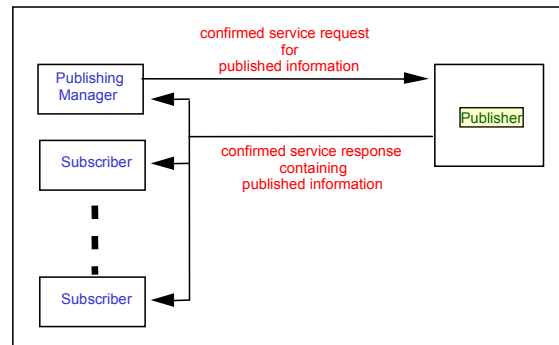 confirmed service request
for
published information
Publishing
Manager
Publisher
Subscriber
confirmed service response
containing
published information
Subscriber